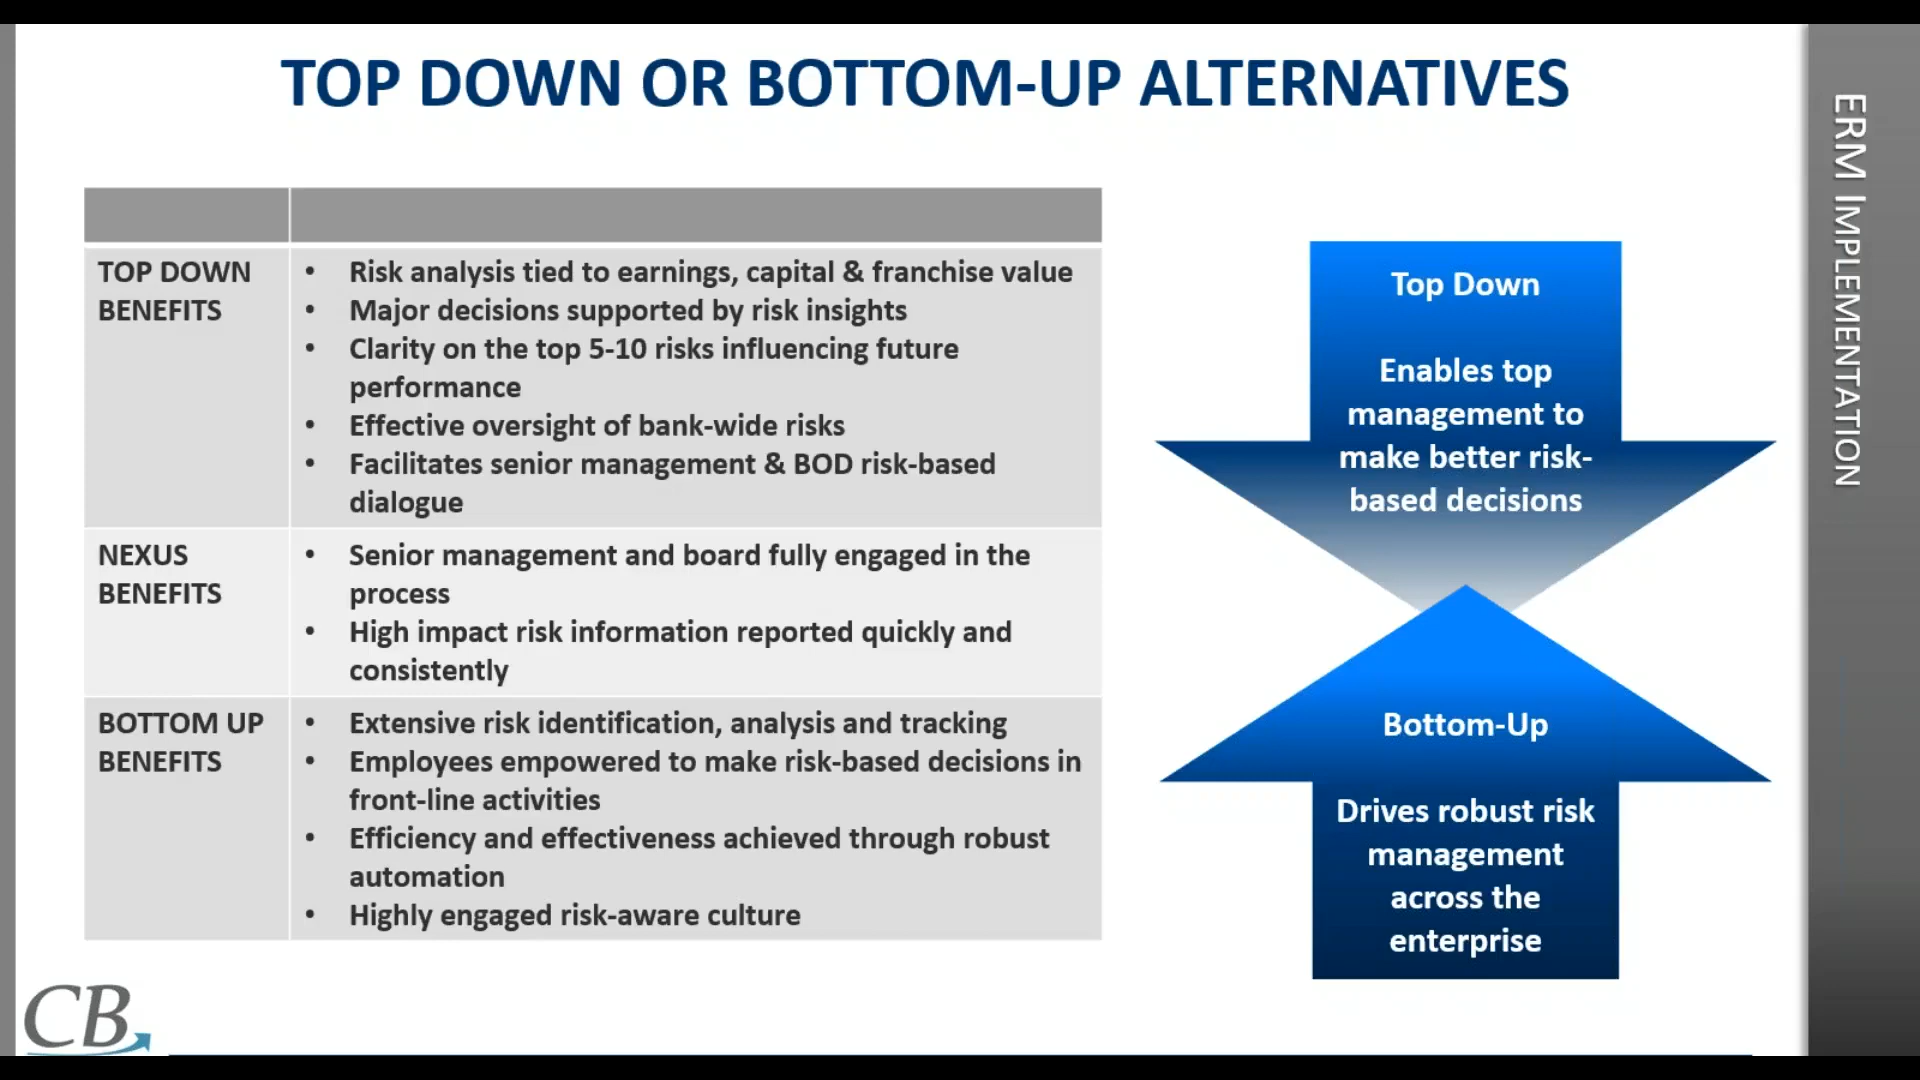 TOP DOWN OR BOTTOM-UP ALTERNATIVES
TOP DOWN
BENEFITS
• Risk analysis tied to earnings, capital & franchise value
• Major decisions supported by risk insights
• Clarity on the top 5-10 risks influencing future
performance
• Effective oversight of bank-wide risks
• Facilitates senior management & BOD risk-based
dialogue
NEXUS
BENEFITS
• Senior management and board fully engaged in the
process
• High impact risk information reported quickly and
consistently
BOTTOM UP
BENEFITS
• Extensive risk identification, analysis and tracking
• Employees empowered to make risk-based decisions in
front-line activities
• Efficiency and effectiveness achieved through robust
automation
• Highly engaged risk-aware culture
Top Down
Enables top
management to
make better risk-
based decisions
Bottom-Up
Drives robust risk
management
across the
enterprise
ERM IMPLEMENTATION
CB